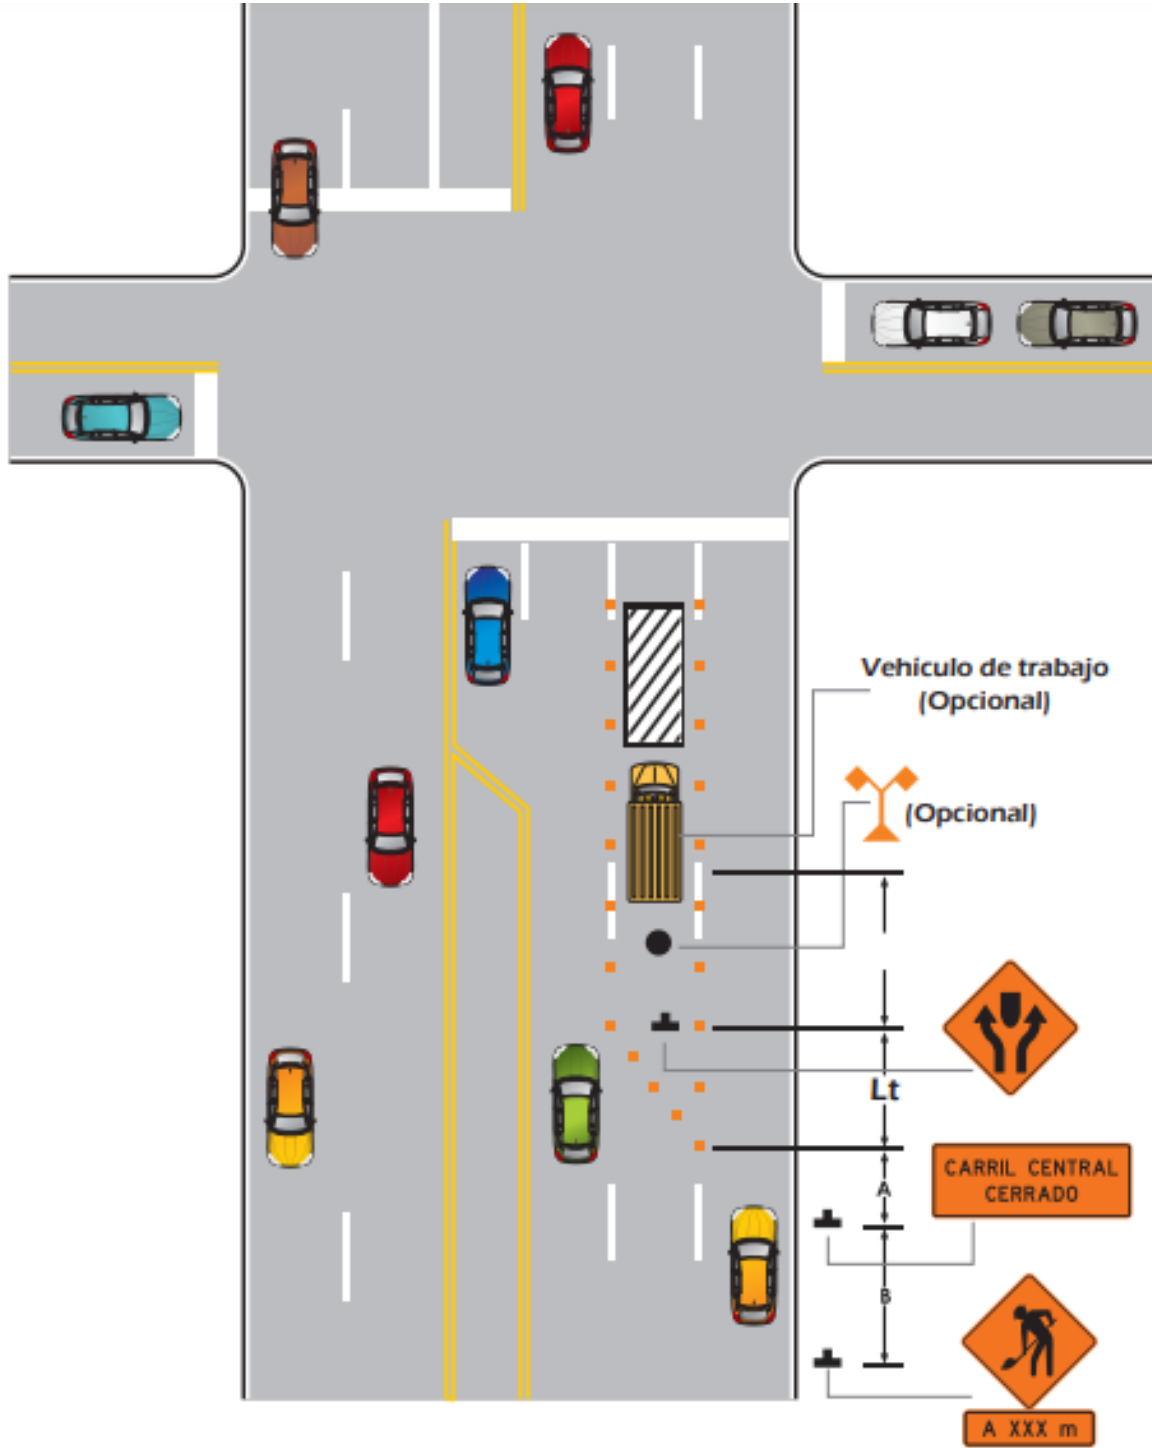 Vehículo de trabajo
(Opcional)
(Opcional)
Lt
CARRIL CENTRAL
CERRADO
A
B
A XXX m